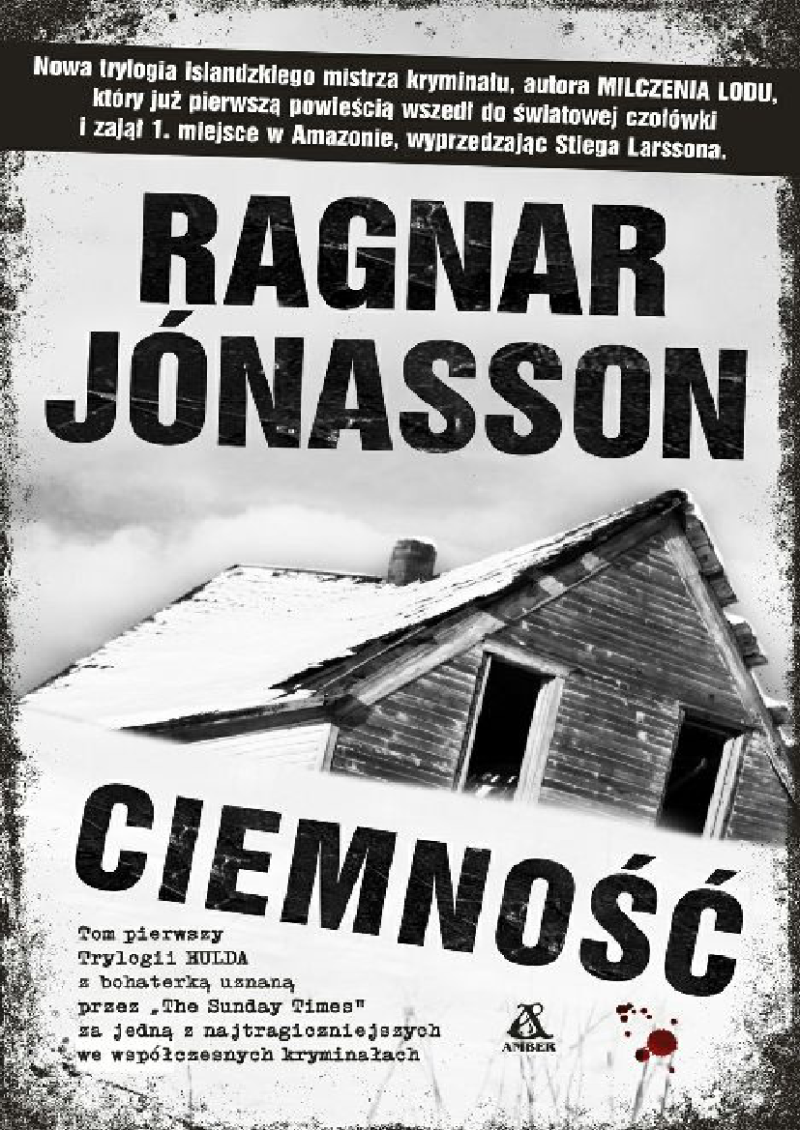 Nowa trylogia islandzkiego mistrza kryminału, autora MILCZENIA LODU,
który już pierwszą powieścią wszedł do światowej czołówki
i zajął 1. miejsce w Amazonie, wyprzedzając Stiega Larssona.
RAGNAR
JÓNASSON
CIEMNOŚĆ
Tom pierwszy
Trylogii HULDA
z bohaterką uznaną
przez „The Sunday Times"
za jedną z najtragiczniejszych
we współczesnych kryminałach
AMBER